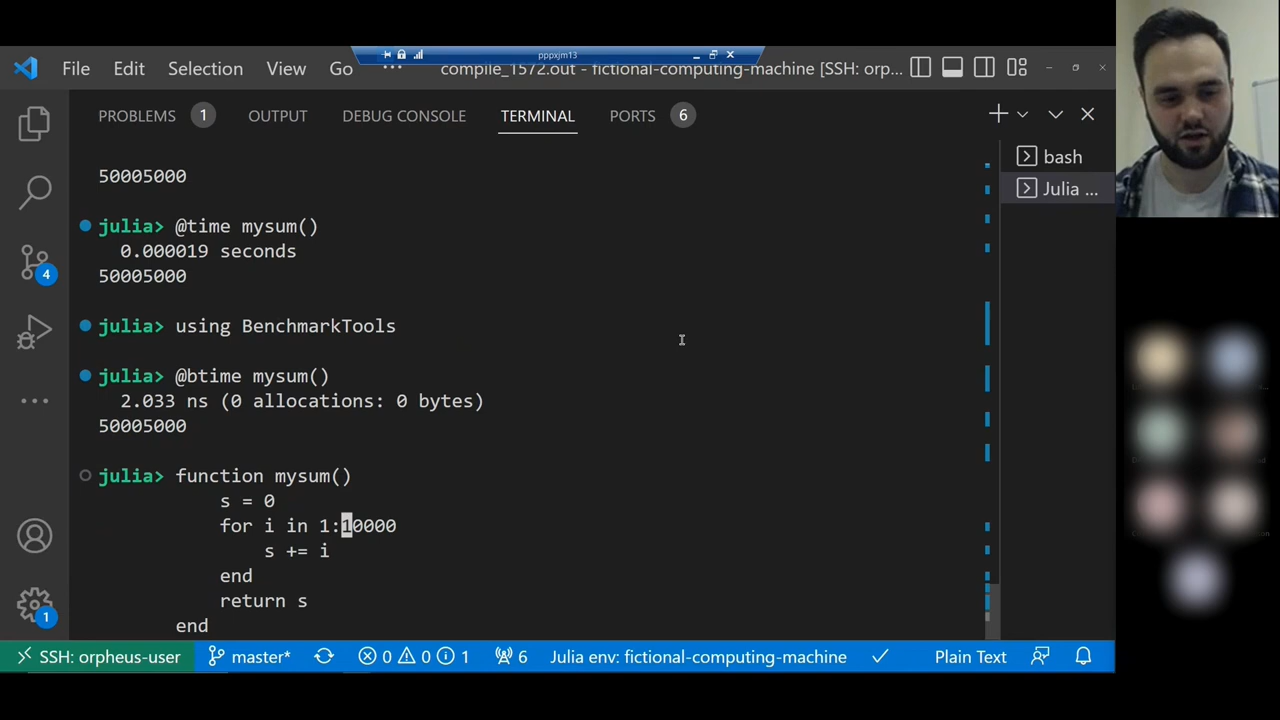 pppxjm13
File Edit Selection View Go ... compile_1572.out - fictional-computing-machine [SSH: orp...
PROBLEMS 1 OUTPUT DEBUG CONSOLE TERMINAL PORTS 6
bash
Julia ...
50005000
julia> @time mysum()
0.000019 seconds
50005000
julia> using BenchmarkTools
julia> @btime mysum()
2.033 ns (0 allocations: 0 bytes)
50005000
julia> function mysum()
s = 0
for i in 1:10000
s += i
end
return s
end
4
1
SSH: orpheus-user master* 0 0 1 6 Julia env: fictional-computing-machine Plain Text